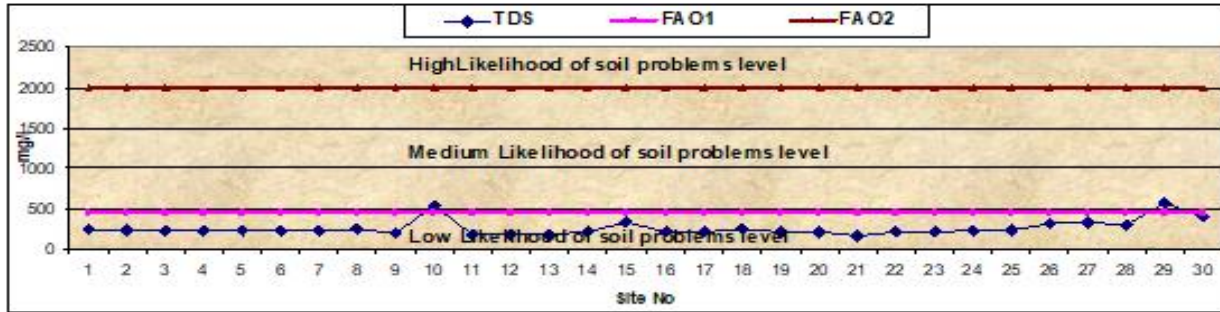 TDS FAO1 FAO2
2500
2000
1500
1000
500
0
mg/l
HighLikelihood of soil problems level
Medium Likelihood of soil problems level
Low Likelihood of soil problems level
1 2 3 4 5 6 7 8 9 10 11 12 13 14 15 16 17 18 19 20 21 22 23 24 25 26 27 28 29 30
Site No